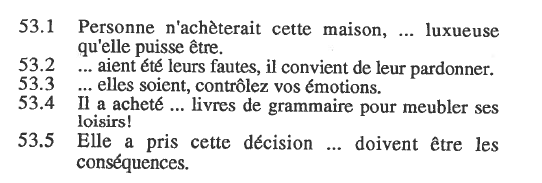 53.1 Personne n'achèterait cette maison, ... luxueuse
qu'elle puisse être.
53.2 ... aient été leurs fautes, il convient de leur pardonner.
53.3 ... elles soient, contrôlez vos émotions.
53.4 Il a acheté ... livres de grammaire pour meubler ses
loisirs!
53.5 Elle a pris cette décision ... doivent être les
conséquences.